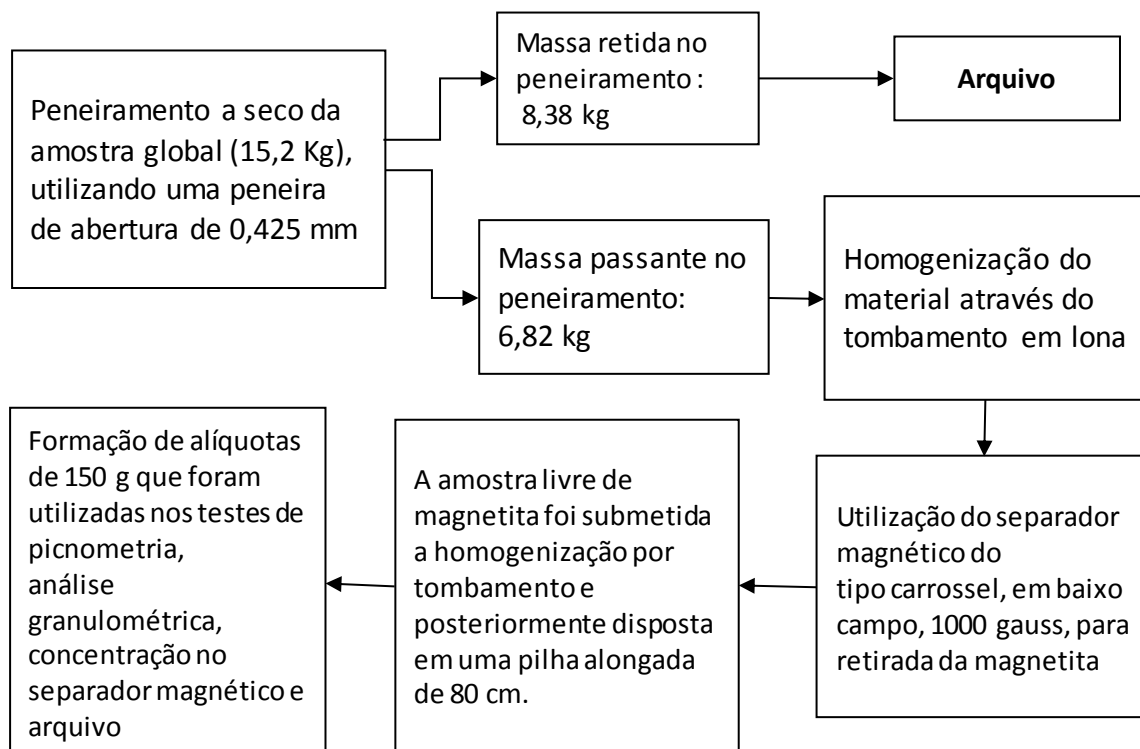 Peneiramento a seco da
amostra global (15,2 Kg),
utilizando uma peneira
de abertura de 0,425 mm
Massa retida no
peneiramento :
8,38 kg
Arquivo
Massa passante no
peneiramento:
6,82 kg
Homogenização do
material através do
tombamento em lona
Utilização do separador
magnético do
tipo carrossel, em baixo
campo, 1000 gauss, para
retirada da magnetita
A amostra livre de
magnetita foi submetida
a homogenização por
tombamento e
posteriormente disposta
em uma pilha alongada
de 80 cm.
Formação de alíquotas
de 150 g que foram
utilizadas nos testes de
picnometria,
análise
granulométrica,
concentração no
separador magnético e
arquivo